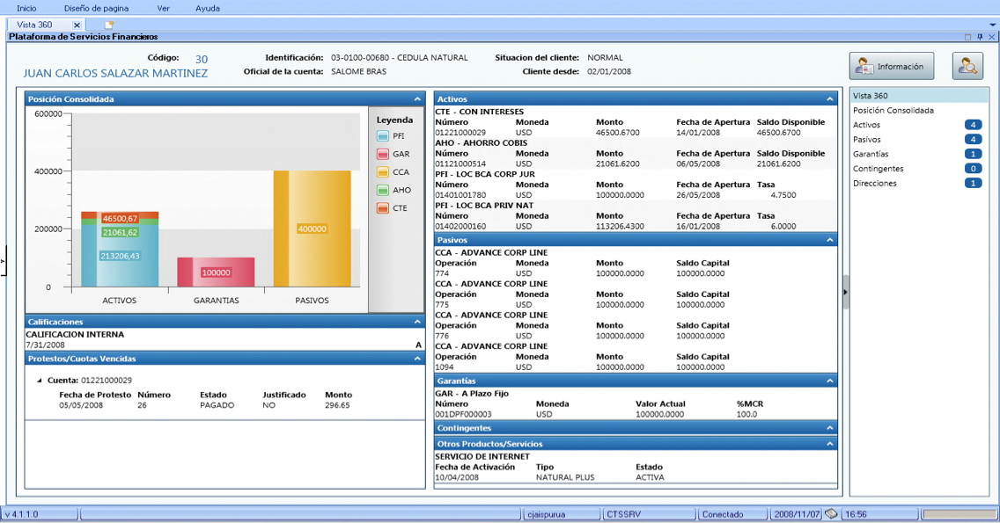 Inicio Diseño de pagina Ver Ayuda
Vista 360
Plataforma de Servicios Financieros
Código: 30
JUAN CARLOS SALAZAR MARTINEZ
Identificación: 03-0100-00680 - CEDULA NATURAL
Oficial de la cuenta: SALOME BRAS
Situacion del cliente: NORMAL
Cliente desde: 02/01/2008
Información
Posición Consolidada
600000
400000
200000
0
46500,67
21061,62
213206,43
100000
400000
ACTIVOS GARANTIAS PASIVOS
Leyenda
PFI
GAR
CCA
AHO
CTE
Calificaciones
CALIFICACION INTERNA
7/31/2008 A
Protestos/Cuotas Vencidas
Cuenta: 01221000029
Fecha de Protesto Número Estado Justificado Monto
05/05/2008 26 PAGADO NO 296.65
Activos
CTE - CON INTERESES
Número Moneda Monto Fecha de Apertura Saldo Disponible
01221000029 USD 46500.6700 14/01/2008 46500.6700
AHO - AHORRO COBIS
Número Moneda Monto Fecha de Apertura Saldo Disponible
01121000514 USD 21061.6200 06/05/2008 21061.6200
PFI - LOC BCA CORP JUR
Número Moneda Monto Fecha de Apertura Tasa
01401001780 USD 100000.0000 26/05/2008 4.7500
PFI - LOC BCA PRIV NAT
Número Moneda Monto Fecha de Apertura Tasa
01402000160 USD 113206.4300 16/01/2008 6.0000
Pasivos
CCA - ADVANCE CORP LINE
Operación Moneda Monto Saldo Capital
774 USD 100000.0000 100000.0000
CCA - ADVANCE CORP LINE
Operación Moneda Monto Saldo Capital
775 USD 100000.0000 100000.0000
CCA - ADVANCE CORP LINE
Operación Moneda Monto Saldo Capital
776 USD 100000.0000 100000.0000
CCA - ADVANCE CORP LINE
Operación Moneda Monto Saldo Capital
1094 USD 100000.0000 100000.0000
Garantías
GAR - A Plazo Fijo
Número Moneda Valor Actual %MCR
001DPF000003 USD 100000.0000 100.0
Contingentes
Otros Productos/Servicios
SERVICIO DE INTERNET
Fecha de Activación Tipo Estado
10/04/2008 NATURAL PLUS ACTIVA
Vista 360
Posición Consolidada
Activos 4
Pasivos 4
Garantías 1
Contingentes 0
Direcciones 1
v 4.1.1.0 cjaispurua CTSSRV Conectado 2008/11/07 16:56